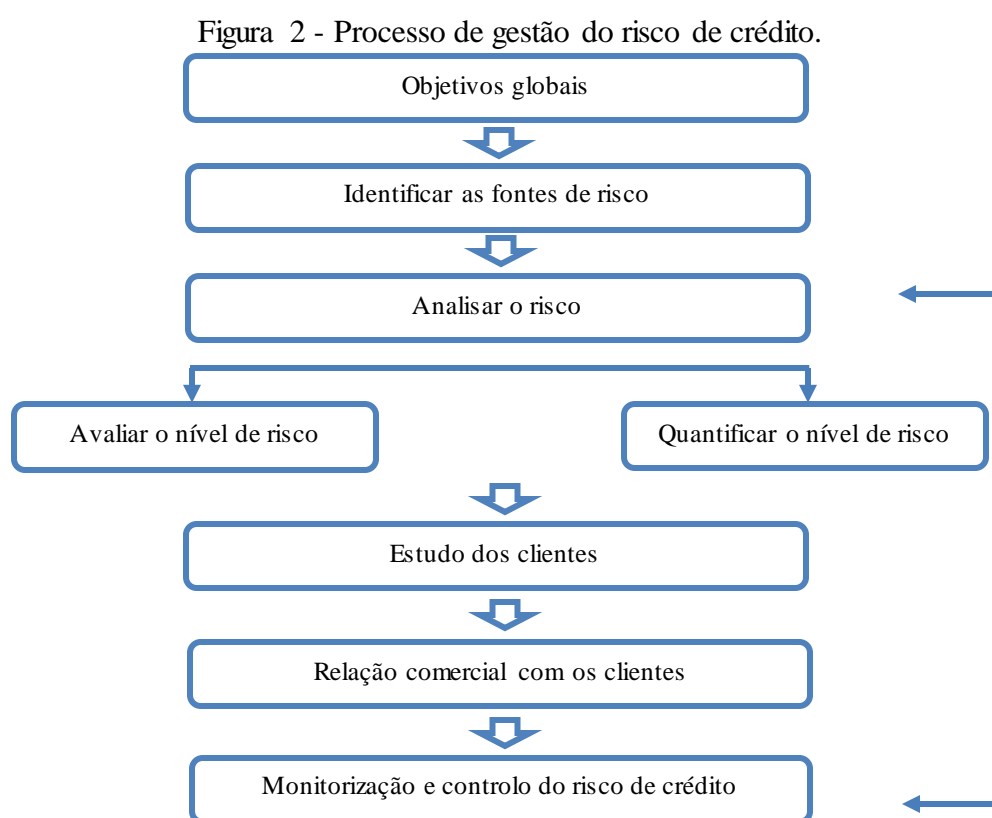 Figura 2 - Processo de gestão do risco de crédito.
Objetivos globais
Identificar as fontes de risco
Analisar o risco
Avaliar o nível de risco
Quantificar o nível de risco
Estudo dos clientes
Relação comercial com os clientes
Monitorização e controlo do risco de crédito